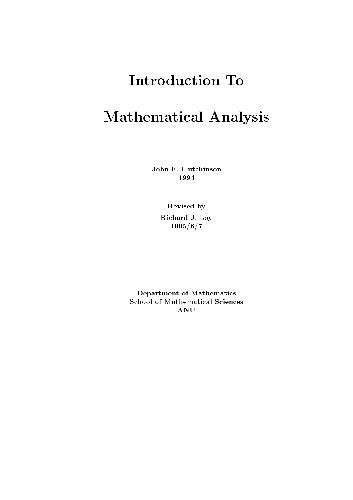 Introduction To
Mathematical Analysis
John E. Hutchinson
1994
Revised by
Richard J. Loy
1995/6/7
Department of Mathematics
School of Mathematical Sciences
ANU